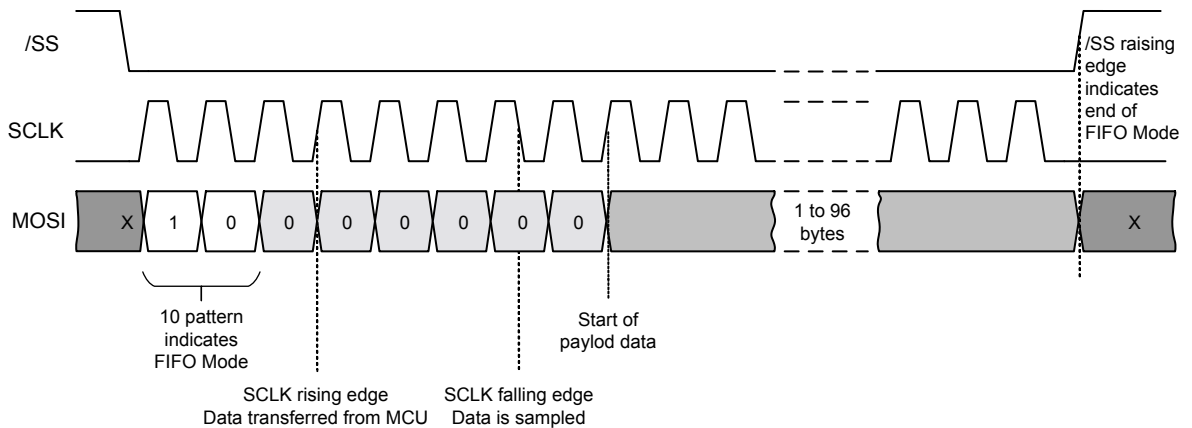 /SS
/SS raising
edge
indicates
end of
FIFO Mode
SCLK
MOSI
X 1 0 0 0 0 0 0 0
1 to 96
bytes
X
10 pattern
indicates
FIFO Mode
Start of
paylod data
SCLK rising edge
Data transferred from MCU
SCLK falling edge
Data is sampled